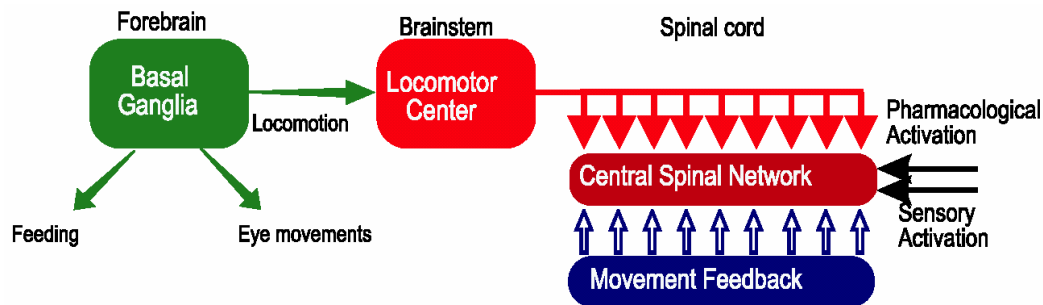 Forebrain
Brainstem
Spinal cord
Basal
Ganglia
Locomotor
Center
Locomotion
Pharmacological
Activation
Central Spinal Network
Sensory
Activation
Feeding
Eye movements
Movement Feedback